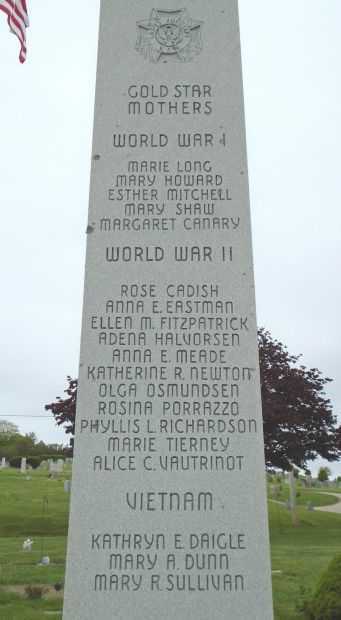 GOLD STAR
MOTHERS
WORLD WAR I
MARIE LONG
MARY HOWARD
ESTHER MITCHELL
MARY SHAW
MARGARET CANARY
WORLD WAR II
ROSE CADISH
ANNA E. EASTMAN
ELLEN M. FITZPATRICK
ADENA HALVORSEN
ANNA E. MEADE
KATHERINE R. NEWTON
OLGA OSMUNDSEN
ROSINA PORRAZZO
PHYLLIS L. RICHARDSON
MARIE TIERNEY
ALICE C. VAUTRINOT
VIETNAM
KATHRYN E. DAIGLE
MARY A. DUNN
MARY R. SULLIVAN